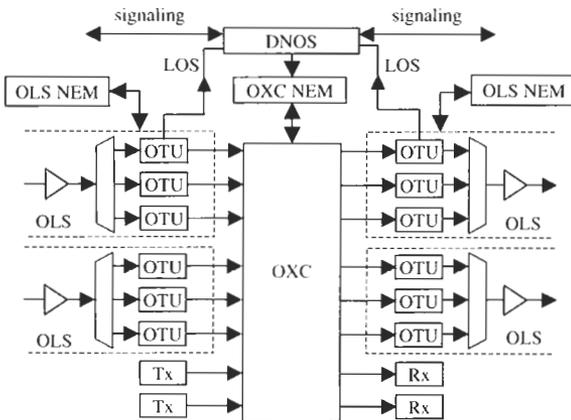 signaling
signaling
DNOS
LOS
LOS
OLS NEM
OXC NEM
OLS NEM
OTU
OTU
OTU
OTU
OTU
OTU
OLS
OLS
OXC
OTU
OTU
OTU
OTU
OTU
OTU
OLS
OLS
Tx
Rx
Tx
Rx